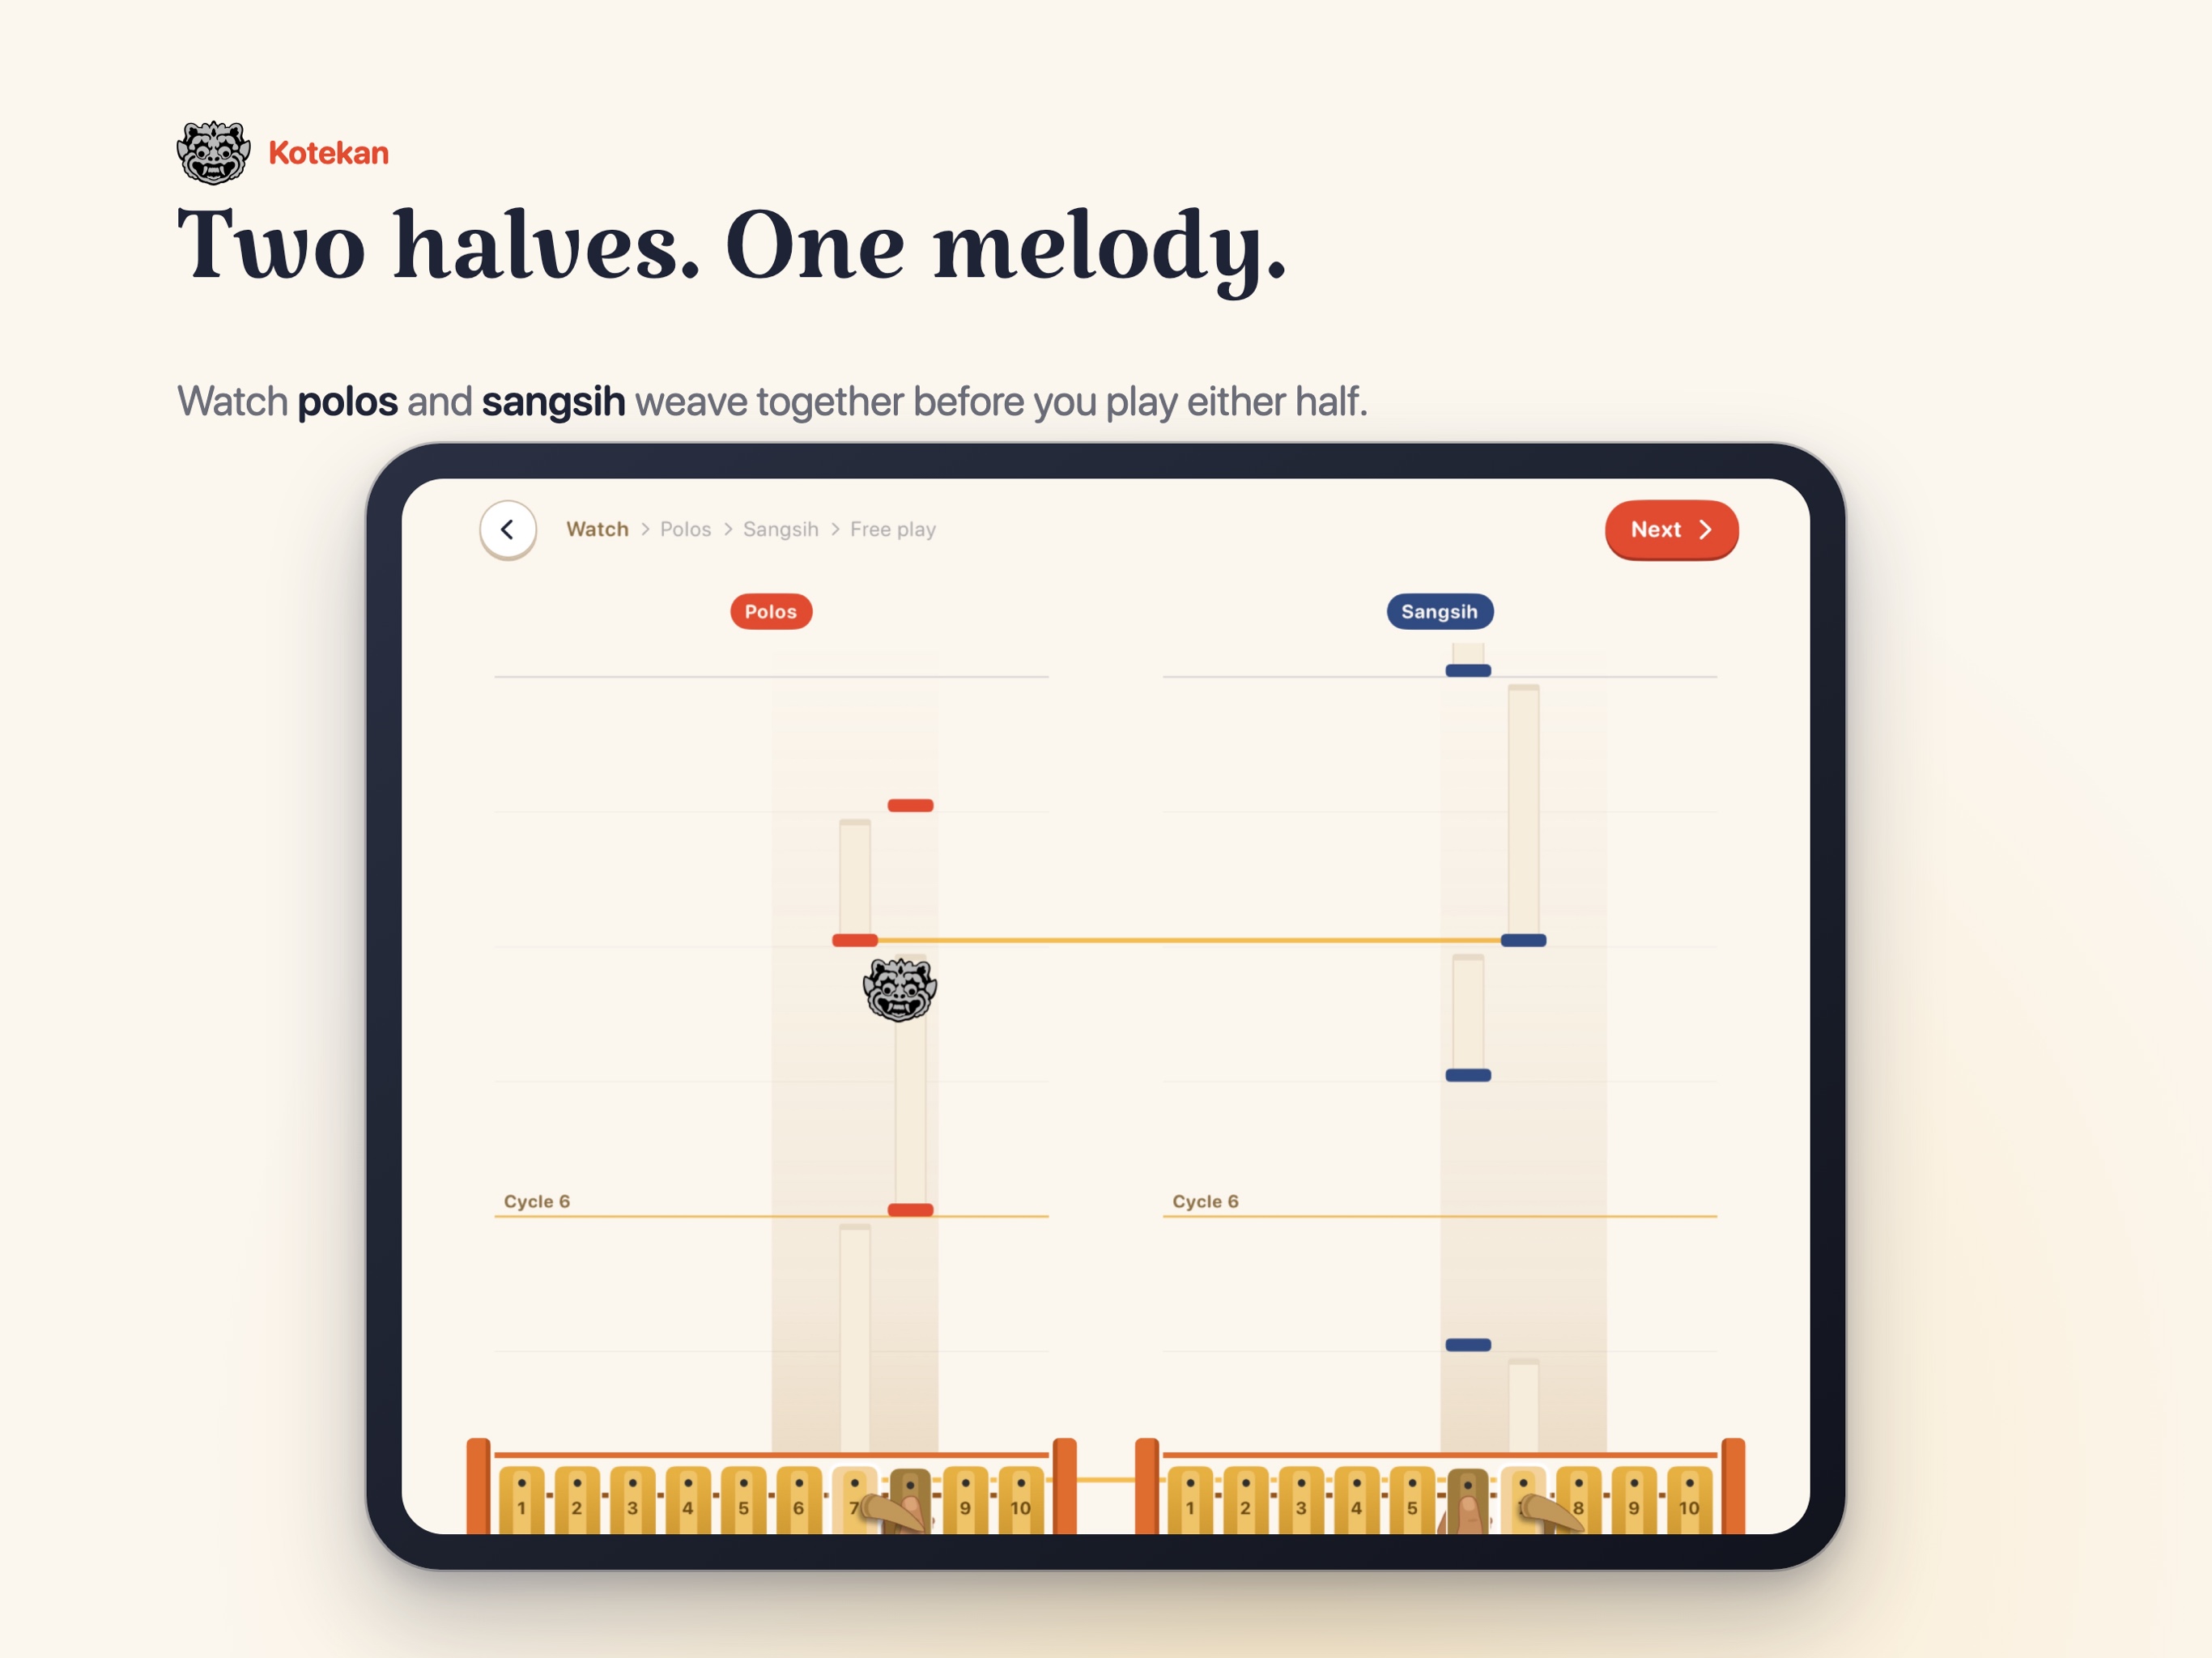 Kotekan
Two halves. One melody.
Watch polos and sangsih weave together before you play either half.
Watch > Polos > Sangsih > Free play
Next >
Polos
Sangsih
Cycle 6
Cycle 6
1 2 3 4 5 6 7 9 10
1 2 3 4 5 8 9 10